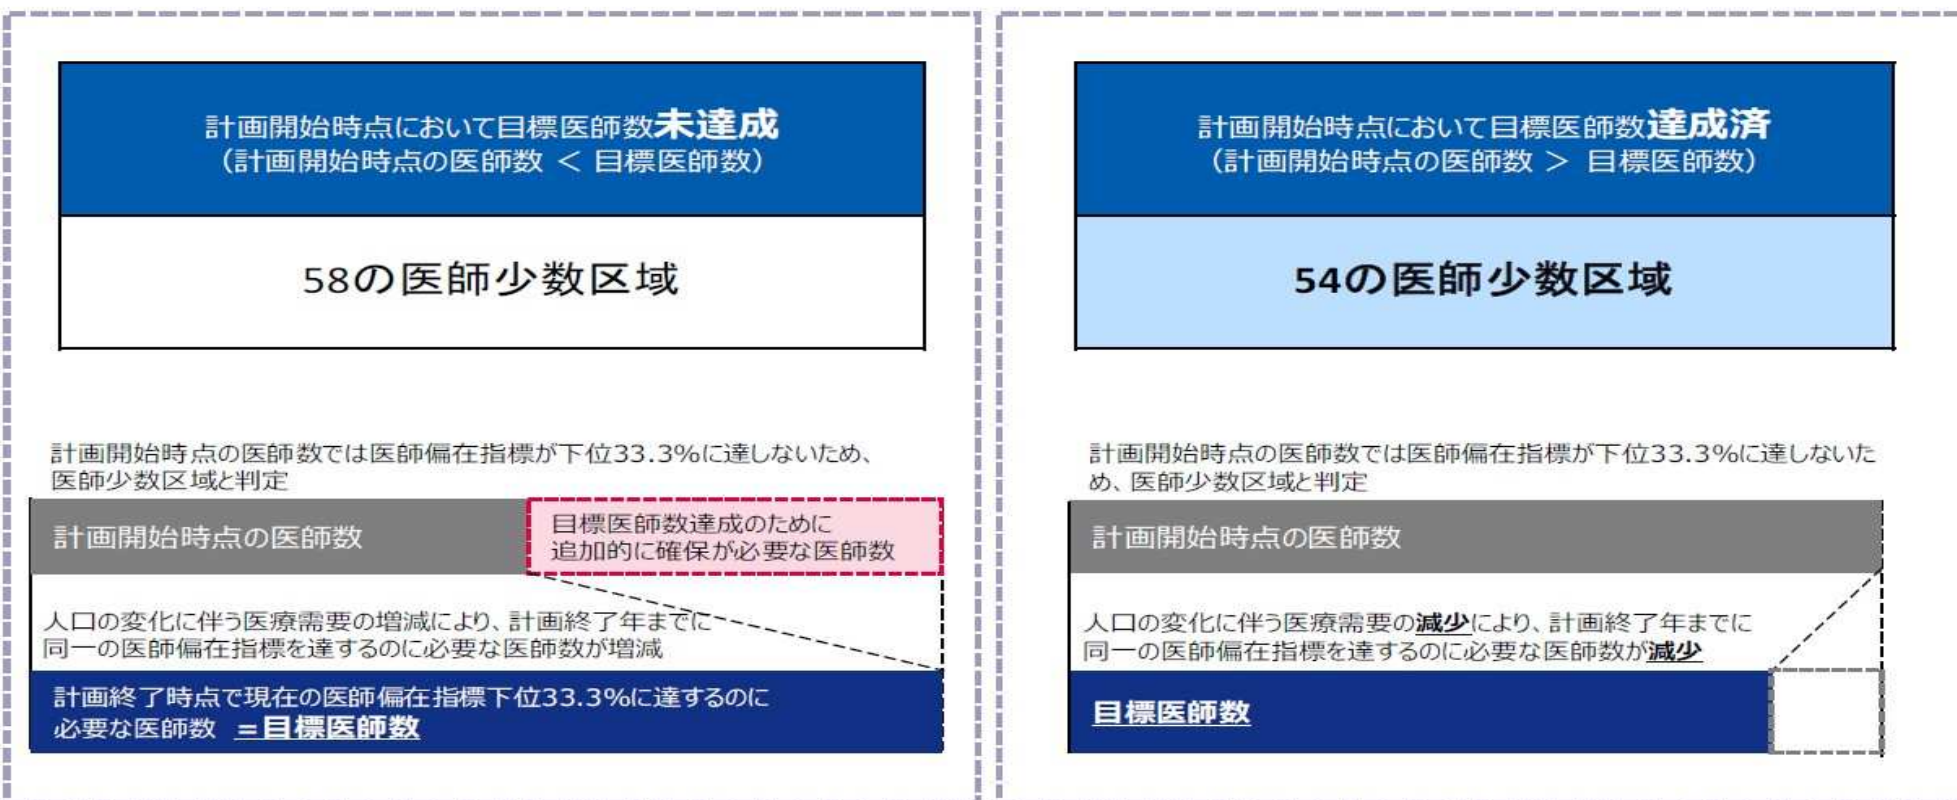 計画開始時点において目標医師数未達成
（計画開始時点の医師数 ＜ 目標医師数）
58の医師少数区域
計画開始時点の医師数では医師偏在指標が下位33.3%に達しないため、
医師少数区域と判定
計画開始時点の医師数
目標医師数達成のために
追加的に確保が必要な医師数
人口の変化に伴う医療需要の増減により、計画終了年までに
同一の医師偏在指標を達するのに必要な医師数が増減
計画終了時点で現在の医師偏在指標下位33.3%に達するのに
必要な医師数 ＝目標医師数
計画開始時点において目標医師数達成済
（計画開始時点の医師数 ＞ 目標医師数）
54の医師少数区域
計画開始時点の医師数では医師偏在指標が下位33.3%に達しないた
め、医師少数区域と判定
計画開始時点の医師数
人口の変化に伴う医療需要の減少により、計画終了年までに
同一の医師偏在指標を達するのに必要な医師数が減少
目標医師数